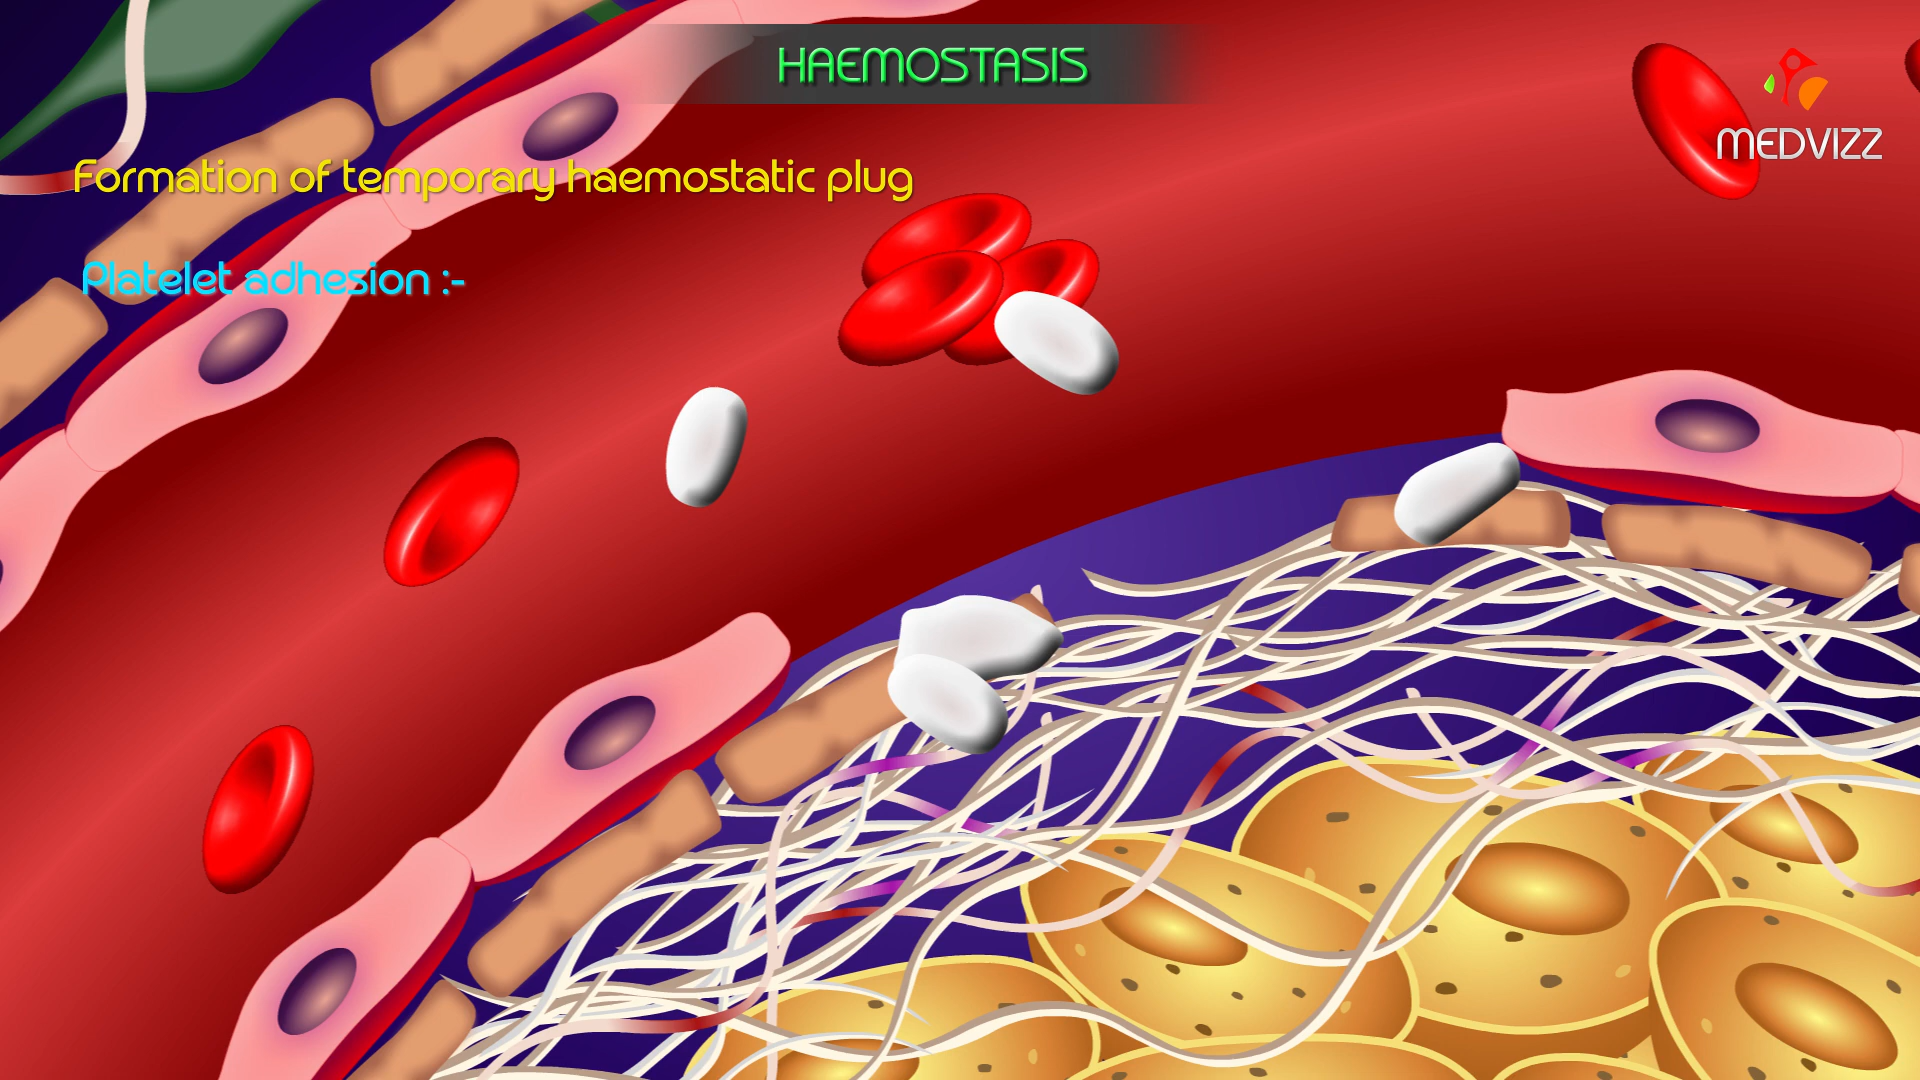 HAEMOSTASIS
MEDVIZZ
Formation of temporary haemostatic plug
Platelet adhesion :-